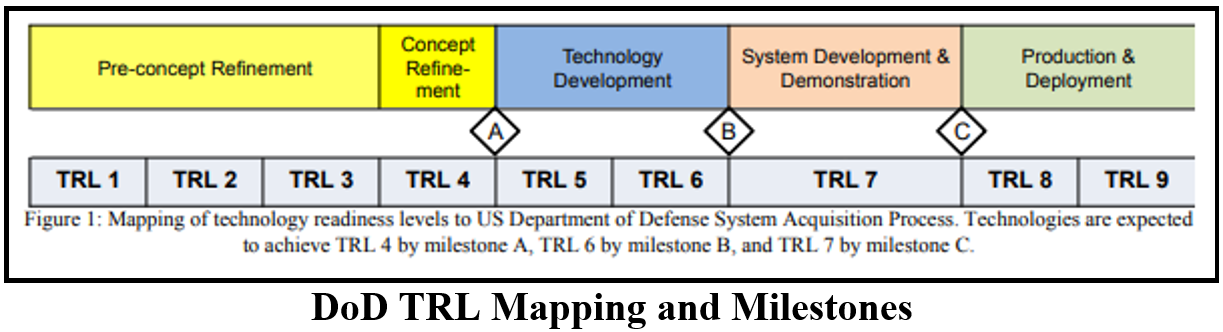 Pre-concept Refinement
Concept
Refine-
ment
Technology
Development
System Development &
Demonstration
Production &
Deployment
A
B
C
TRL 1
TRL 2
TRL 3
TRL 4
TRL 5
TRL 6
TRL 7
TRL 8
TRL 9
Figure 1: Mapping of technology readiness levels to US Department of Defense System Acquisition Process. Technologies are expected
to achieve TRL 4 by milestone A, TRL 6 by milestone B, and TRL 7 by milestone C.
DoD TRL Mapping and Milestones